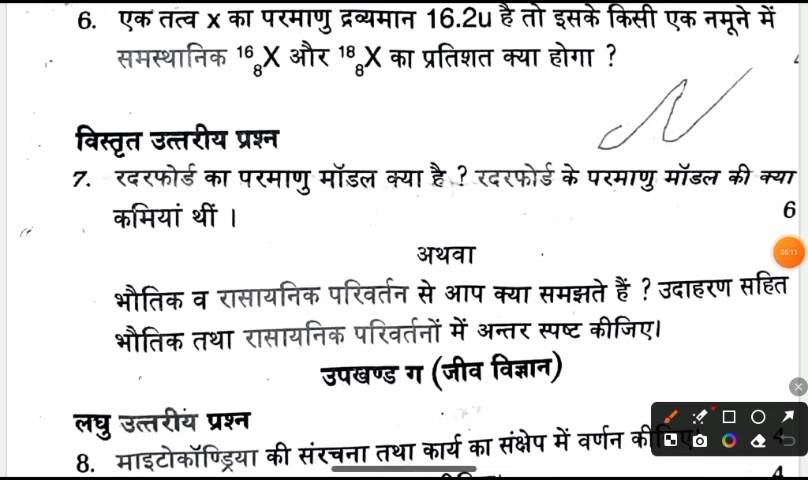 6. एक तत्व x का परमाणु द्रव्यमान 16.2u है तो इसके किसी एक नमूने में
समस्थानिक ¹⁶₈X और ¹⁸₈X का प्रतिशत क्या होगा ?
विस्तृत उत्तरीय प्रश्न
7. रदरफोर्ड का परमाणु मॉडल क्या है ? रदरफोर्ड के परमाणु मॉडल की क्या
कमियां थीं । 6
05:11
अथवा
भौतिक व रासायनिक परिवर्तन से आप क्या समझते हैं ? उदाहरण सहित
भौतिक तथा रासायनिक परिवर्तनों में अन्तर स्पष्ट कीजिए।
उपखण्ड ग (जीव विज्ञान)
लघु उत्तरीय प्रश्न
8. माइटोकॉण्ड्रिया की संरचना तथा कार्य का संक्षेप में वर्णन